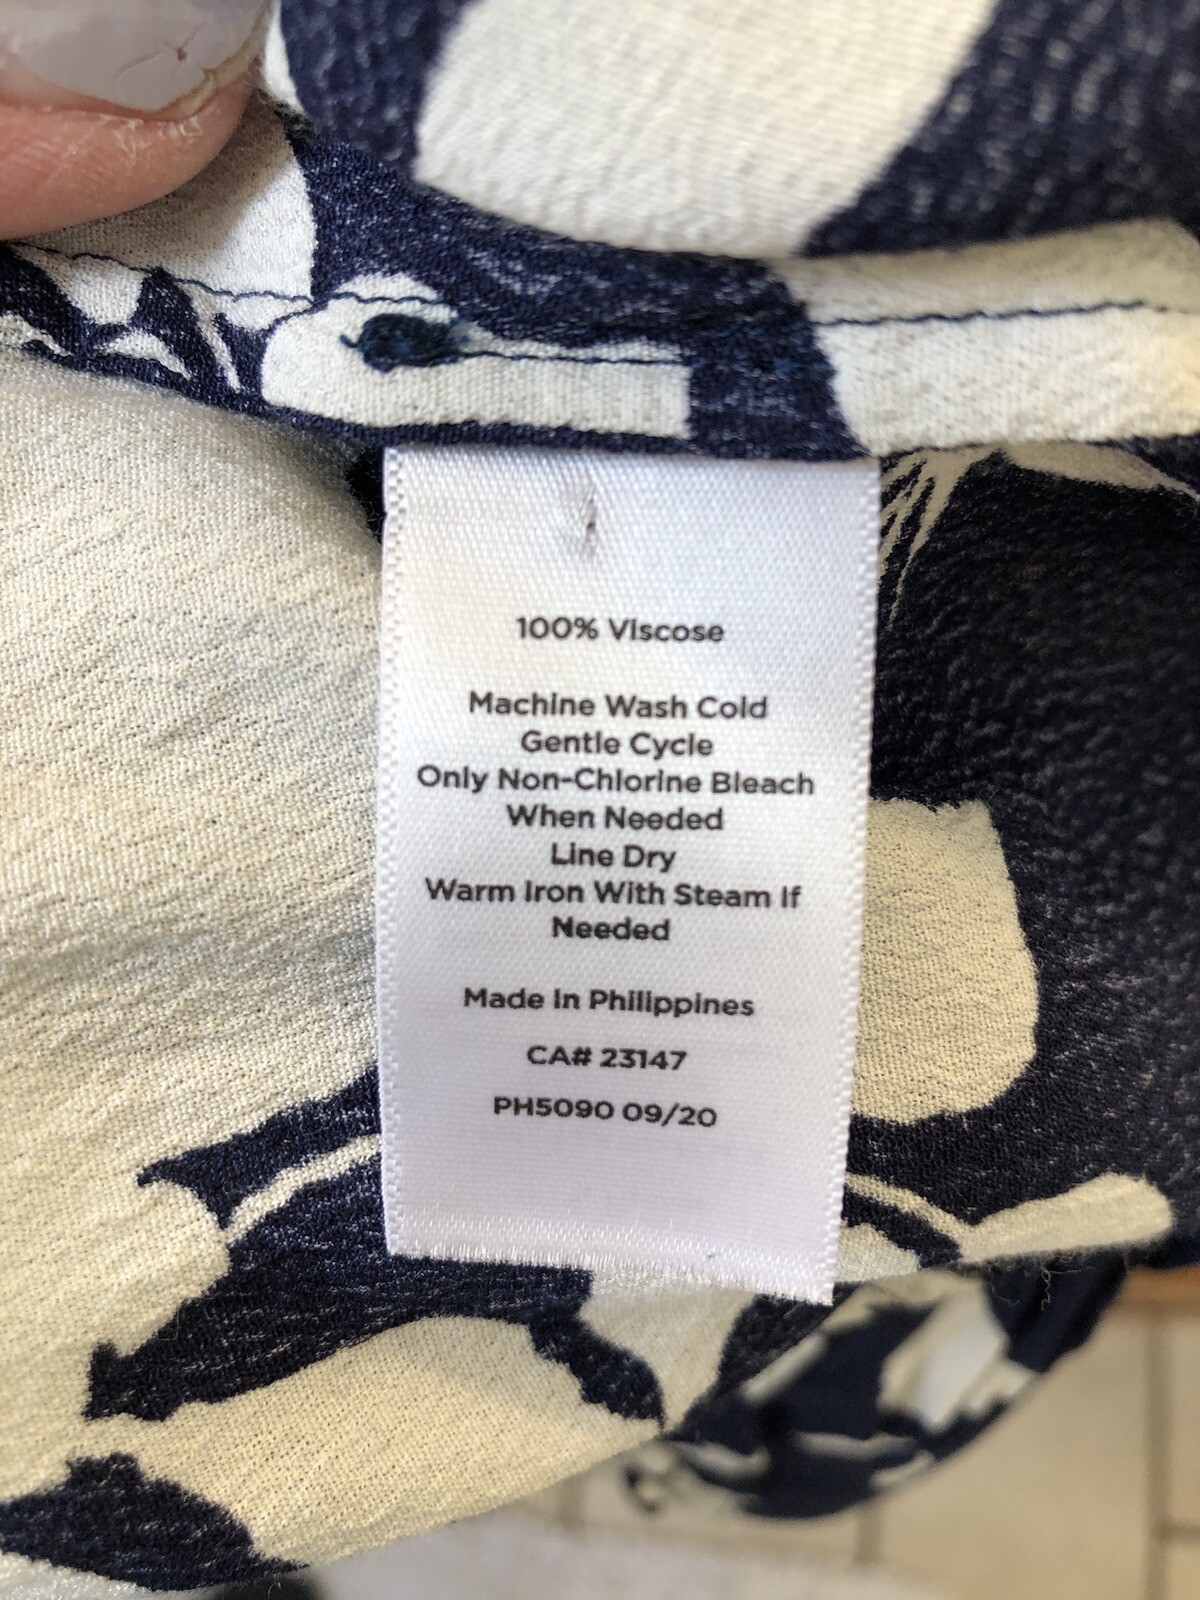 100% Viscose
Machine Wash Cold
Gentle Cycle
Only Non-Chlorine Bleach
When Needed
Line Dry
Warm Iron With Steam If
Needed
Made In Philippines
CA# 23147
PH5090 09/20